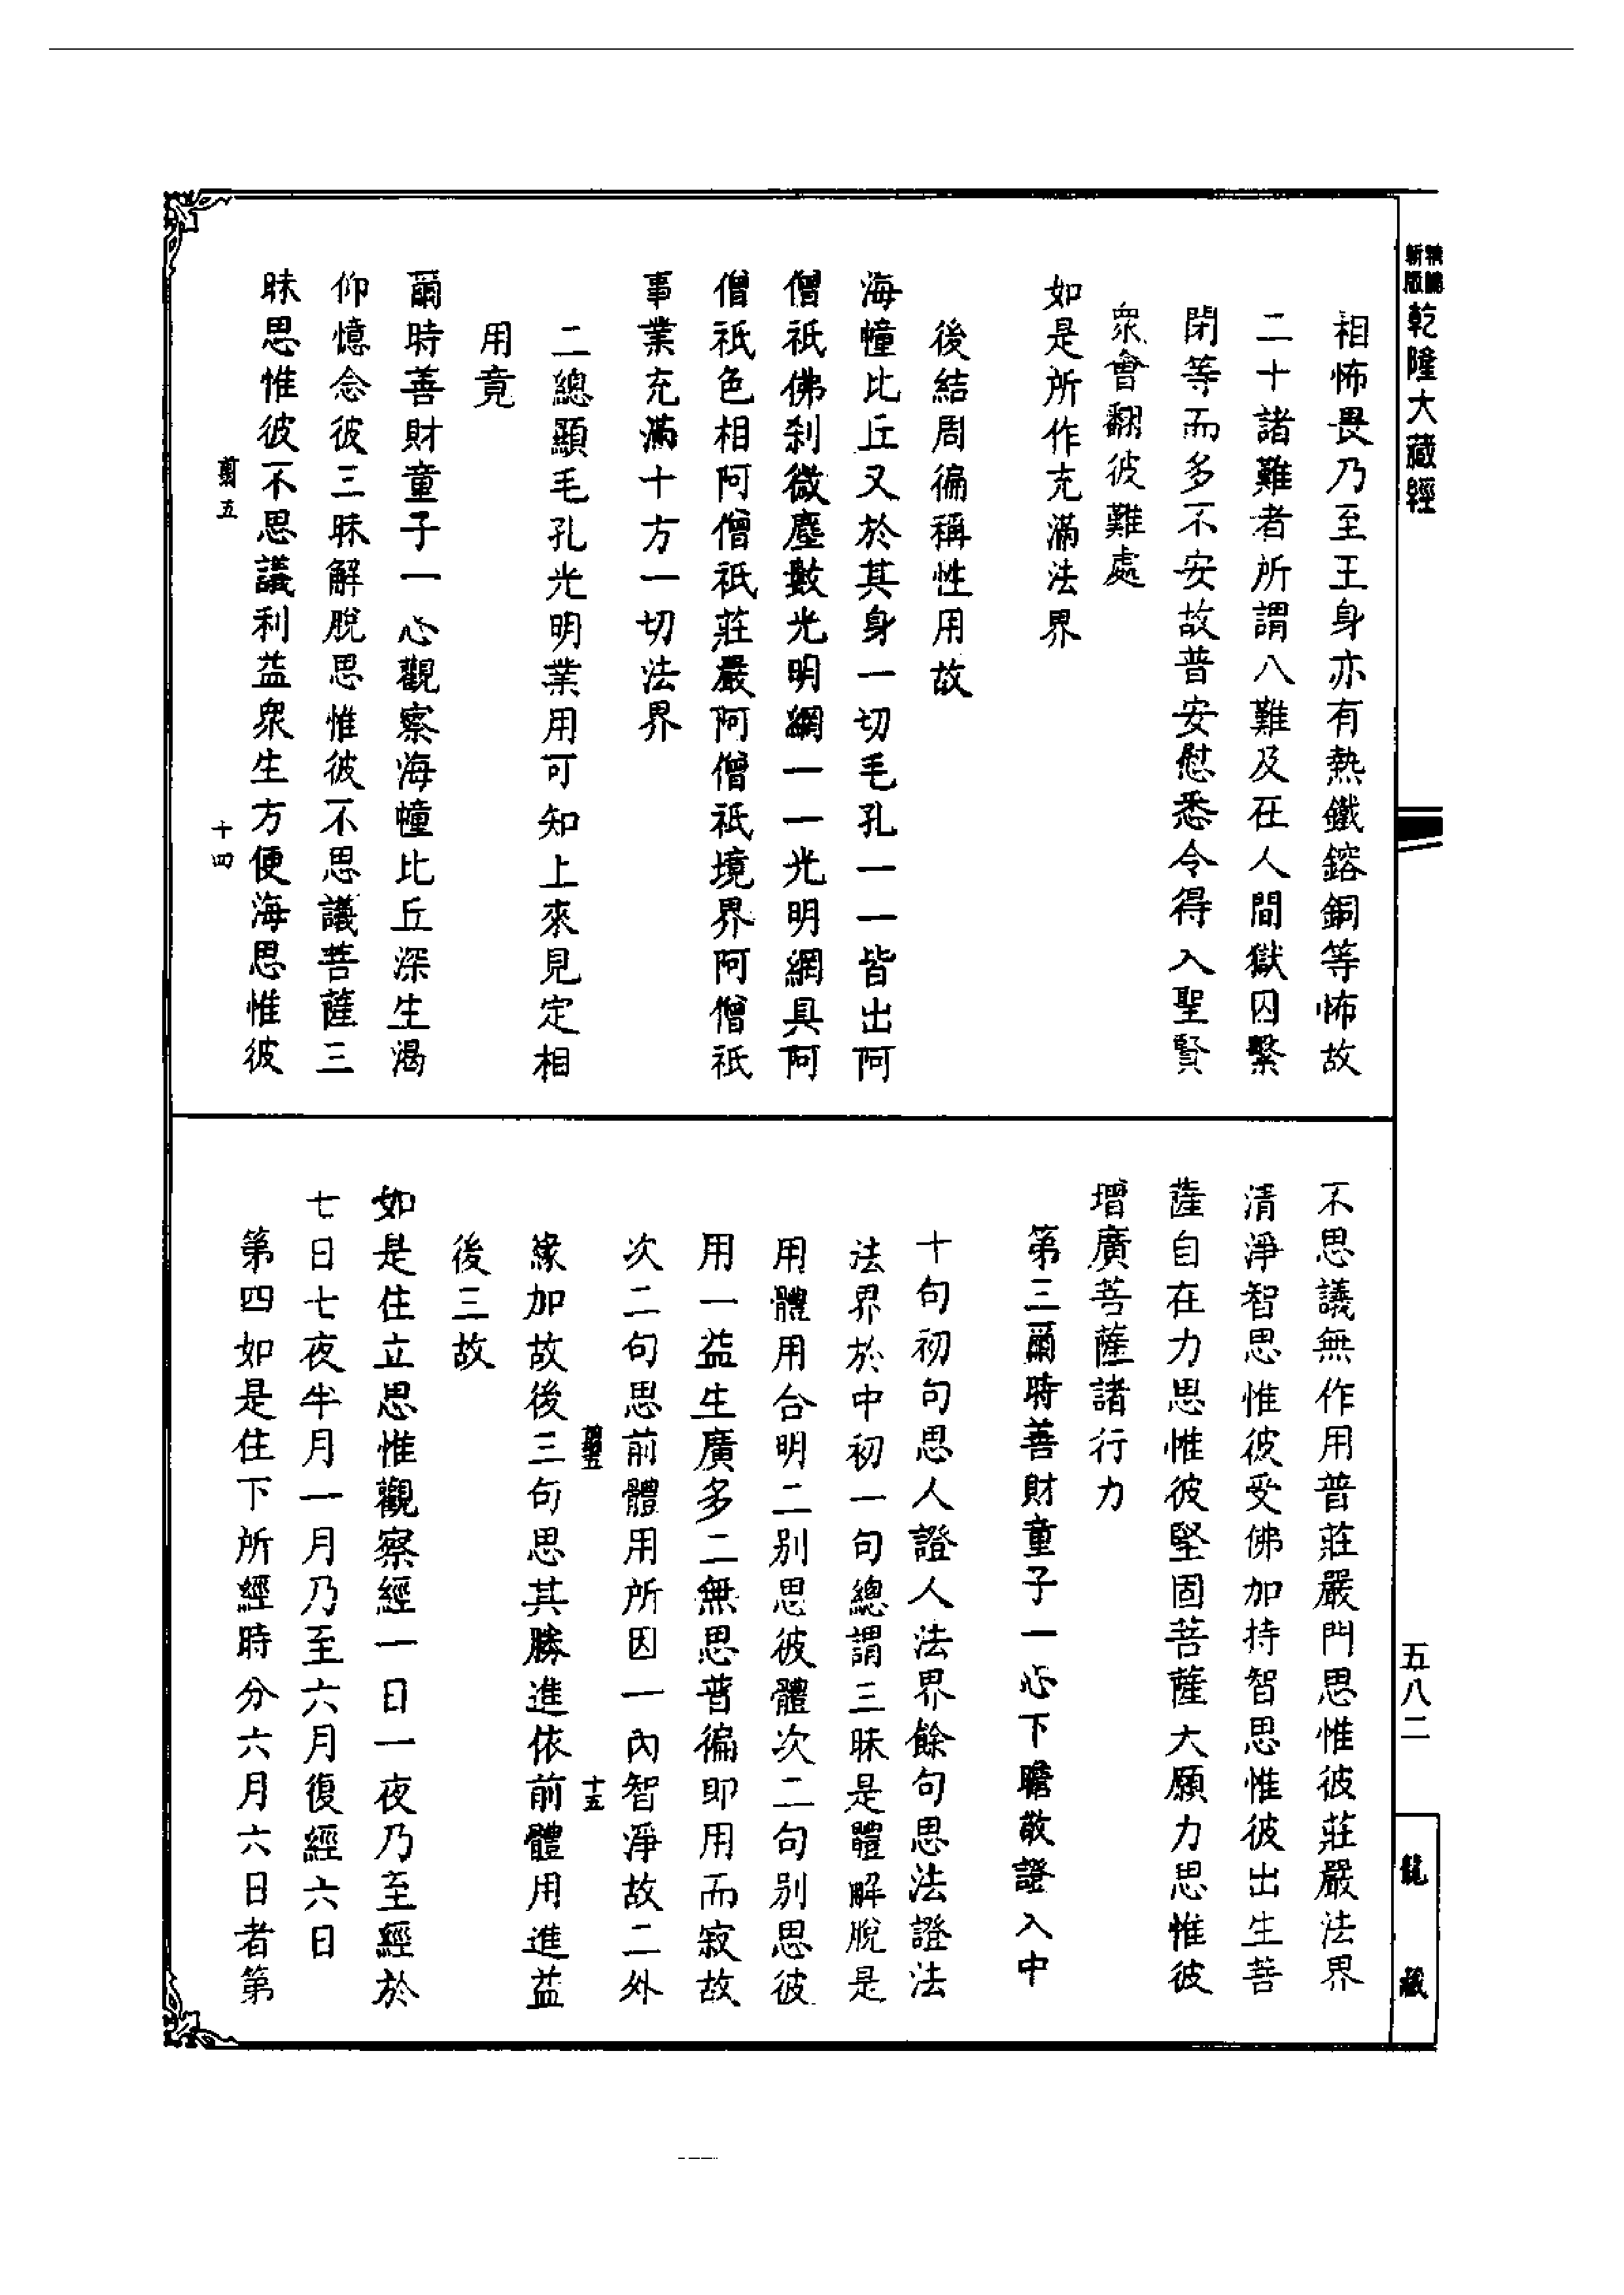 精縮新版 乾隆大藏經
五八二
龍藏
相怖畏乃至王身亦有熱鐵鎔銅等怖故
二十諸難者所謂八難及在人間獄囚繫
閉等而多不安故普安慰悉令得入聖賢
衆會翻彼難處
如是所作充滿法界
後結周徧稱性用故
海幢比丘又於其身一切毛孔一一皆出阿
僧祇佛刹微塵數光明網一一光明網具阿
僧祇色相阿僧祇莊嚴阿僧祇境界阿僧祇
事業充滿十方一切法界
二總顯毛孔光明業用可知上來見定相
用竟
爾時善財童子一心觀察海幢比丘深生渴
仰憶念彼三昧解脫思惟彼不思議菩薩三
昧思惟彼不思議利益衆生方便海思惟彼
翦五 十四
不思議無作用普莊嚴門思惟彼莊嚴法界
清淨智思惟彼受佛加持智思惟彼出生菩
薩自在力思惟彼堅固菩薩大願力思惟彼
增廣菩薩諸行力
第三爾時善財童子一心下瞻敬證入中
十句初句思人證人法界餘句思法證法
法界於中初一句總謂三昧是體解脫是
用體用合明二別思彼體次二句別思彼
用一益生廣多二無思普徧即用而寂故
次二句思前體用所因一內智淨故二外
翦五 十五
緣加故後三句思其勝進依前體用進益
後三故
如是住立思惟觀察經一日一夜乃至經於
七日七夜半月一月乃至六月復經六日
第四如是住下所經時分六月六日者第